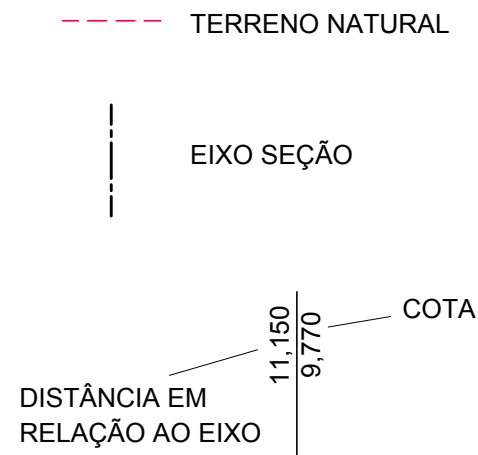 TERRENO NATURAL
EIXO SEÇÃO
11,150
9,770
COTA
DISTÂNCIA EM
RELAÇÃO AO EIXO